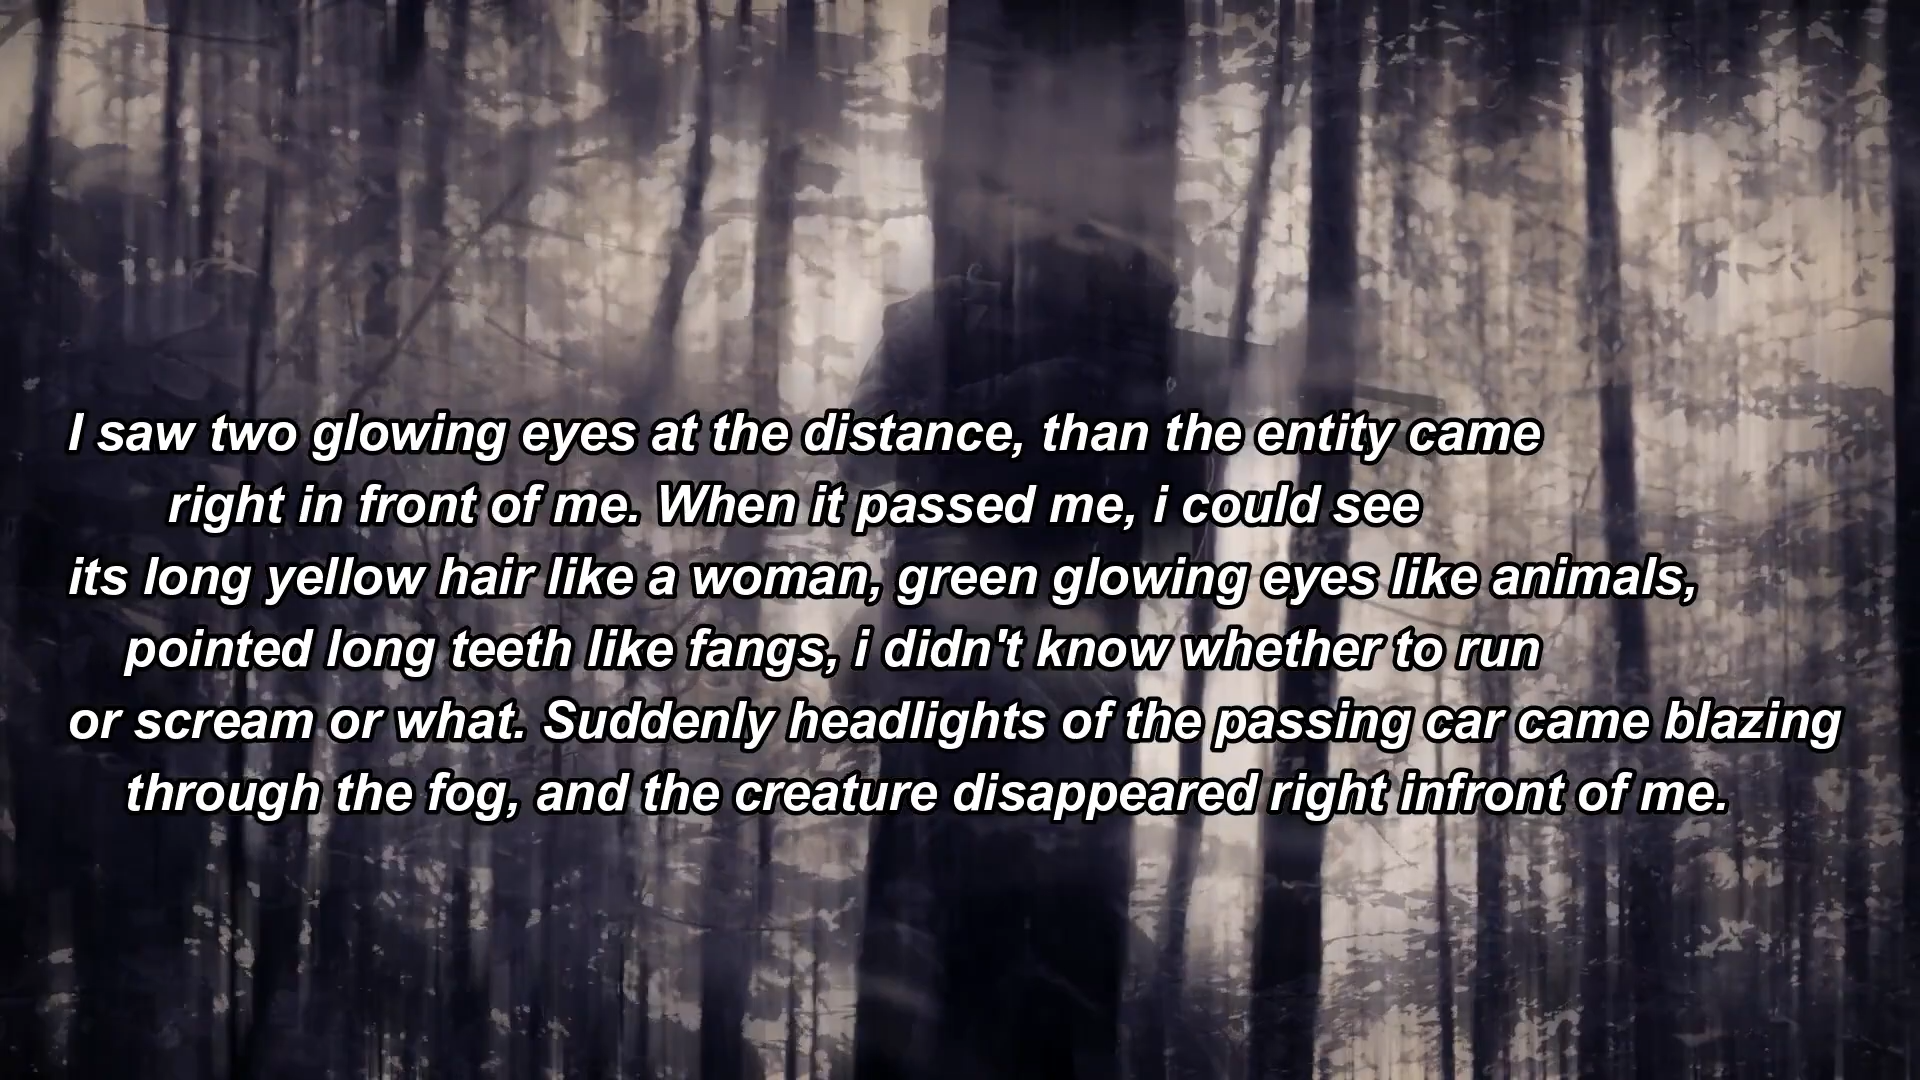 I saw two glowing eyes at the distance, than the entity came
right in front of me. When it passed me, i could see
its long yellow hair like a woman, green glowing eyes like animals,
pointed long teeth like fangs, i didn't know whether to run
or scream or what. Suddenly headlights of the passing car came blazing
through the fog, and the creature disappeared right infront of me.